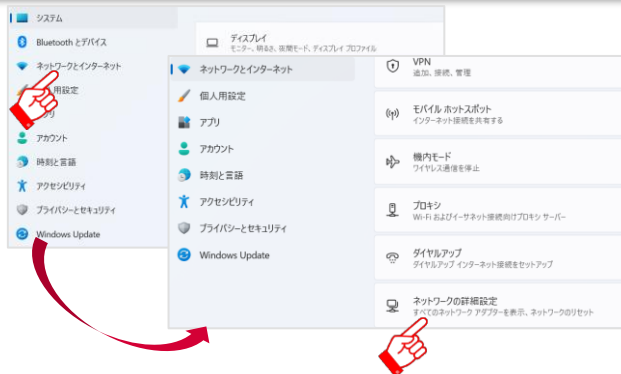 システム
Bluetooth とデバイス
ネットワークとインターネット
個人用設定
アプリ
アカウント
時刻と言語
アクセシビリティ
プライバシーとセキュリティ
Windows Update
ディスプレイ
モニター、明るさ、夜間モード、ディスプレイ プロファイル
ネットワークとインターネット
個人用設定
アプリ
アカウント
時刻と言語
アクセシビリティ
プライバシーとセキュリティ
Windows Update
VPN
追加、接続、管理
モバイル ホットスポット
インターネット接続を共有する
機内モード
ワイヤレス通信を停止
プロキシ
Wi-Fi およびイーサネット接続向けプロキシ サーバー
ダイヤルアップ
ダイヤルアップ インターネット接続をセットアップ
ネットワークの詳細設定
すべてのネットワーク アダプターを表示、ネットワークのリセット